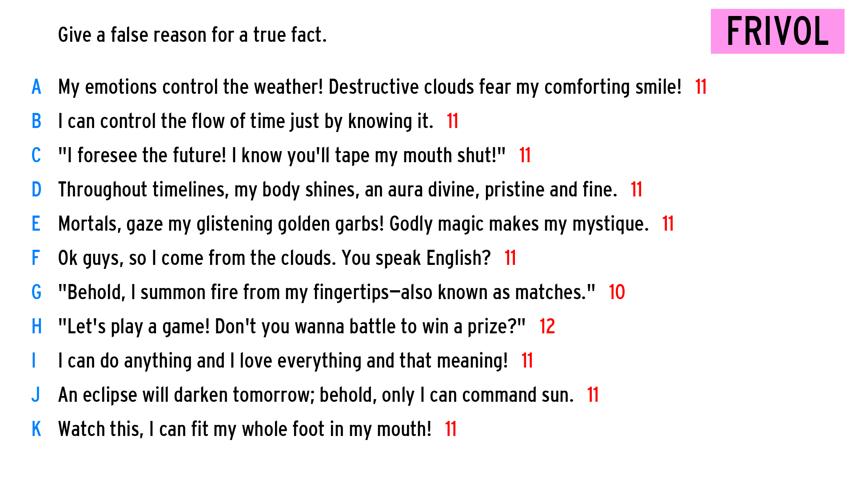 Give a false reason for a true fact.
FRIVOL
A My emotions control the weather! Destructive clouds fear my comforting smile! 11
B I can control the flow of time just by knowing it. 11
C "I foresee the future! I know you'll tape my mouth shut!" 11
D Throughout timelines, my body shines, an aura divine, pristine and fine. 11
E Mortals, gaze my glistening golden garbs! Godly magic makes my mystique. 11
F Ok guys, so I come from the clouds. You speak English? 11
G "Behold, I summon fire from my fingertips—also known as matches." 10
H "Let's play a game! Don't you wanna battle to win a prize?" 12
I I can do anything and I love everything and that meaning! 11
J An eclipse will darken tomorrow; behold, only I can command sun. 11
K Watch this, I can fit my whole foot in my mouth! 11